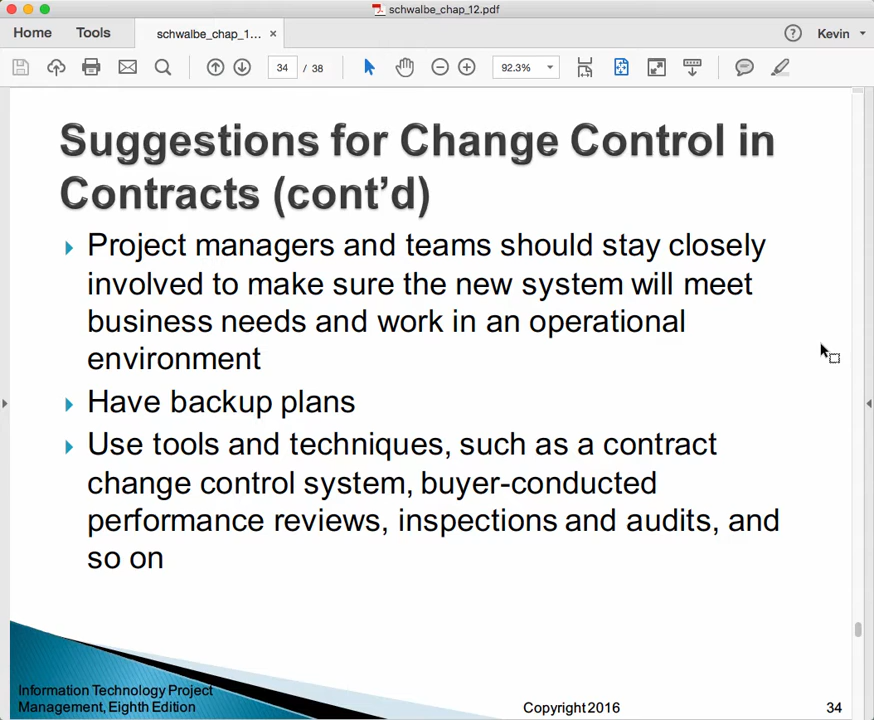 schwalbe_chap_12.pdf
Home Tools schwalbe_chap_1... × ? Kevin
34 / 38 92.3%
Suggestions for Change Control in
Contracts (cont’d)
Project managers and teams should stay closely
involved to make sure the new system will meet
business needs and work in an operational
environment
Have backup plans
Use tools and techniques, such as a contract
change control system, buyer-conducted
performance reviews, inspections and audits, and
so on
Information Technology Project
Management, Eighth Edition
Copyright 2016
34